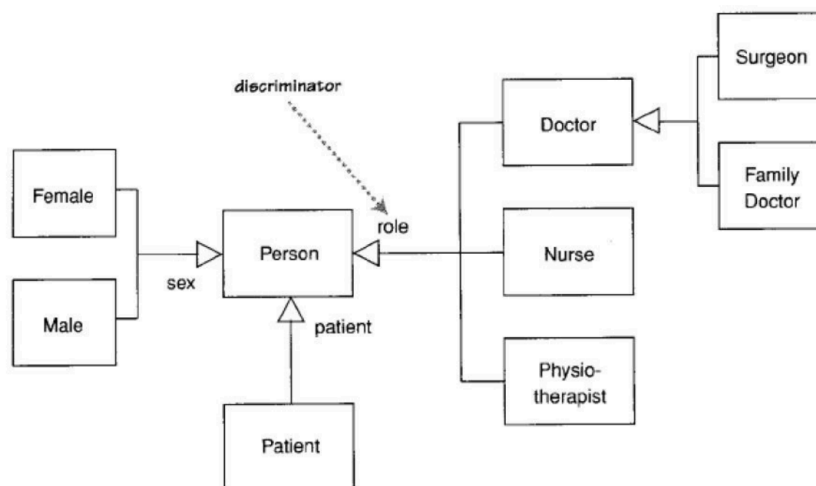 Surgeon
discriminator
Doctor
Female
Family
Doctor
role
Person
Nurse
sex
Male
patient
Physio-
therapist
Patient